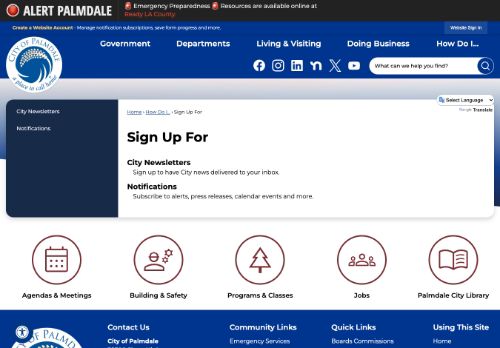 ALERT PALMDALE
Emergency Preparedness Resources are available online at
Ready LA County.
Create a Website Account - Manage notification subscriptions, save form progress and more.
Website Sign In
CITY OF PALMDALE
a place to call home
Government
Departments
Living & Visiting
Doing Business
How Do I...
What can we help you find?
Select Language
Google Translate
City Newsletters
Notifications
Home › How Do I... › Sign Up For
Sign Up For
City Newsletters
Sign up to have City news delivered to your inbox.
Notifications
Subscribe to alerts, press releases, calendar events and more.
Agendas & Meetings
Building & Safety
Programs & Classes
Jobs
Palmdale City Library
OF PALMD
Contact Us
City of Palmdale
Community Links
Emergency Services
Quick Links
Boards Commissions
Using This Site
Home